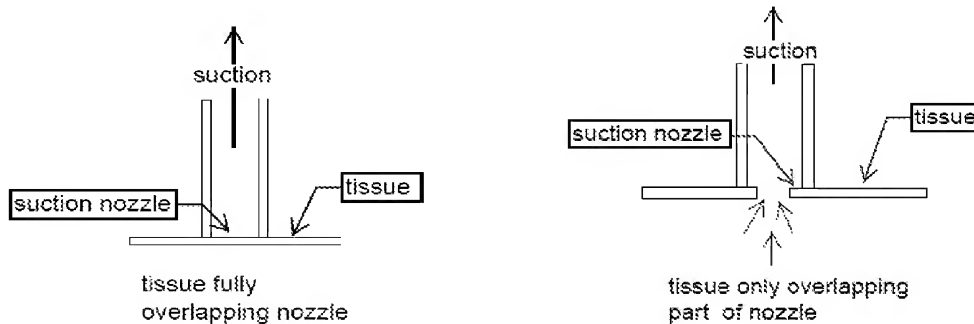 suction
suction nozzle
tissue
tissue fully
overlapping nozzle
suction
suction nozzle
tissue
tissue only overlapping
part of nozzle